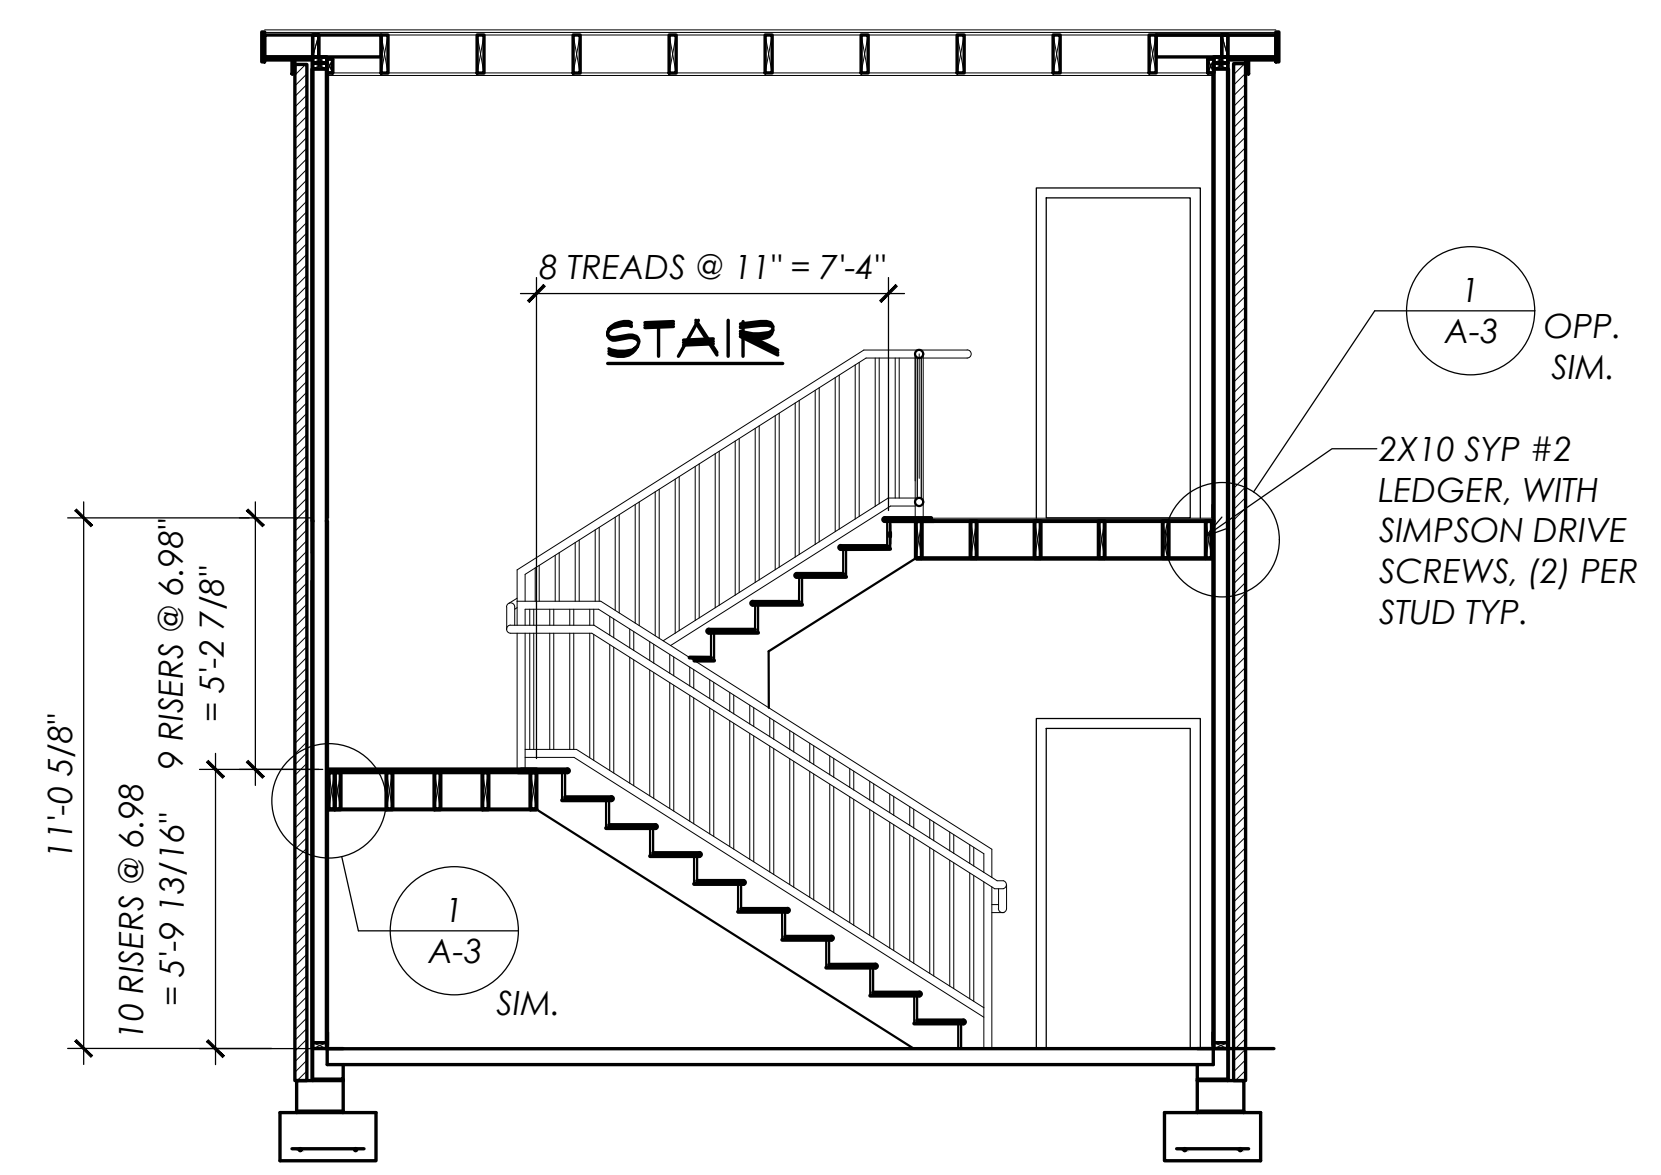 8 TREADS @ 11" = 7'-4"
STAIR
1
A-3
OPP.
SIM.
2X10 SYP #2
LEDGER, WITH
SIMPSON DRIVE
SCREWS, (2) PER
STUD TYP.
11'-0 5/8"
9 RISERS @ 6.98"
= 5'-2 7/8"
10 RISERS @ 6.98
= 5'-9 13/16"
1
A-3
SIM.